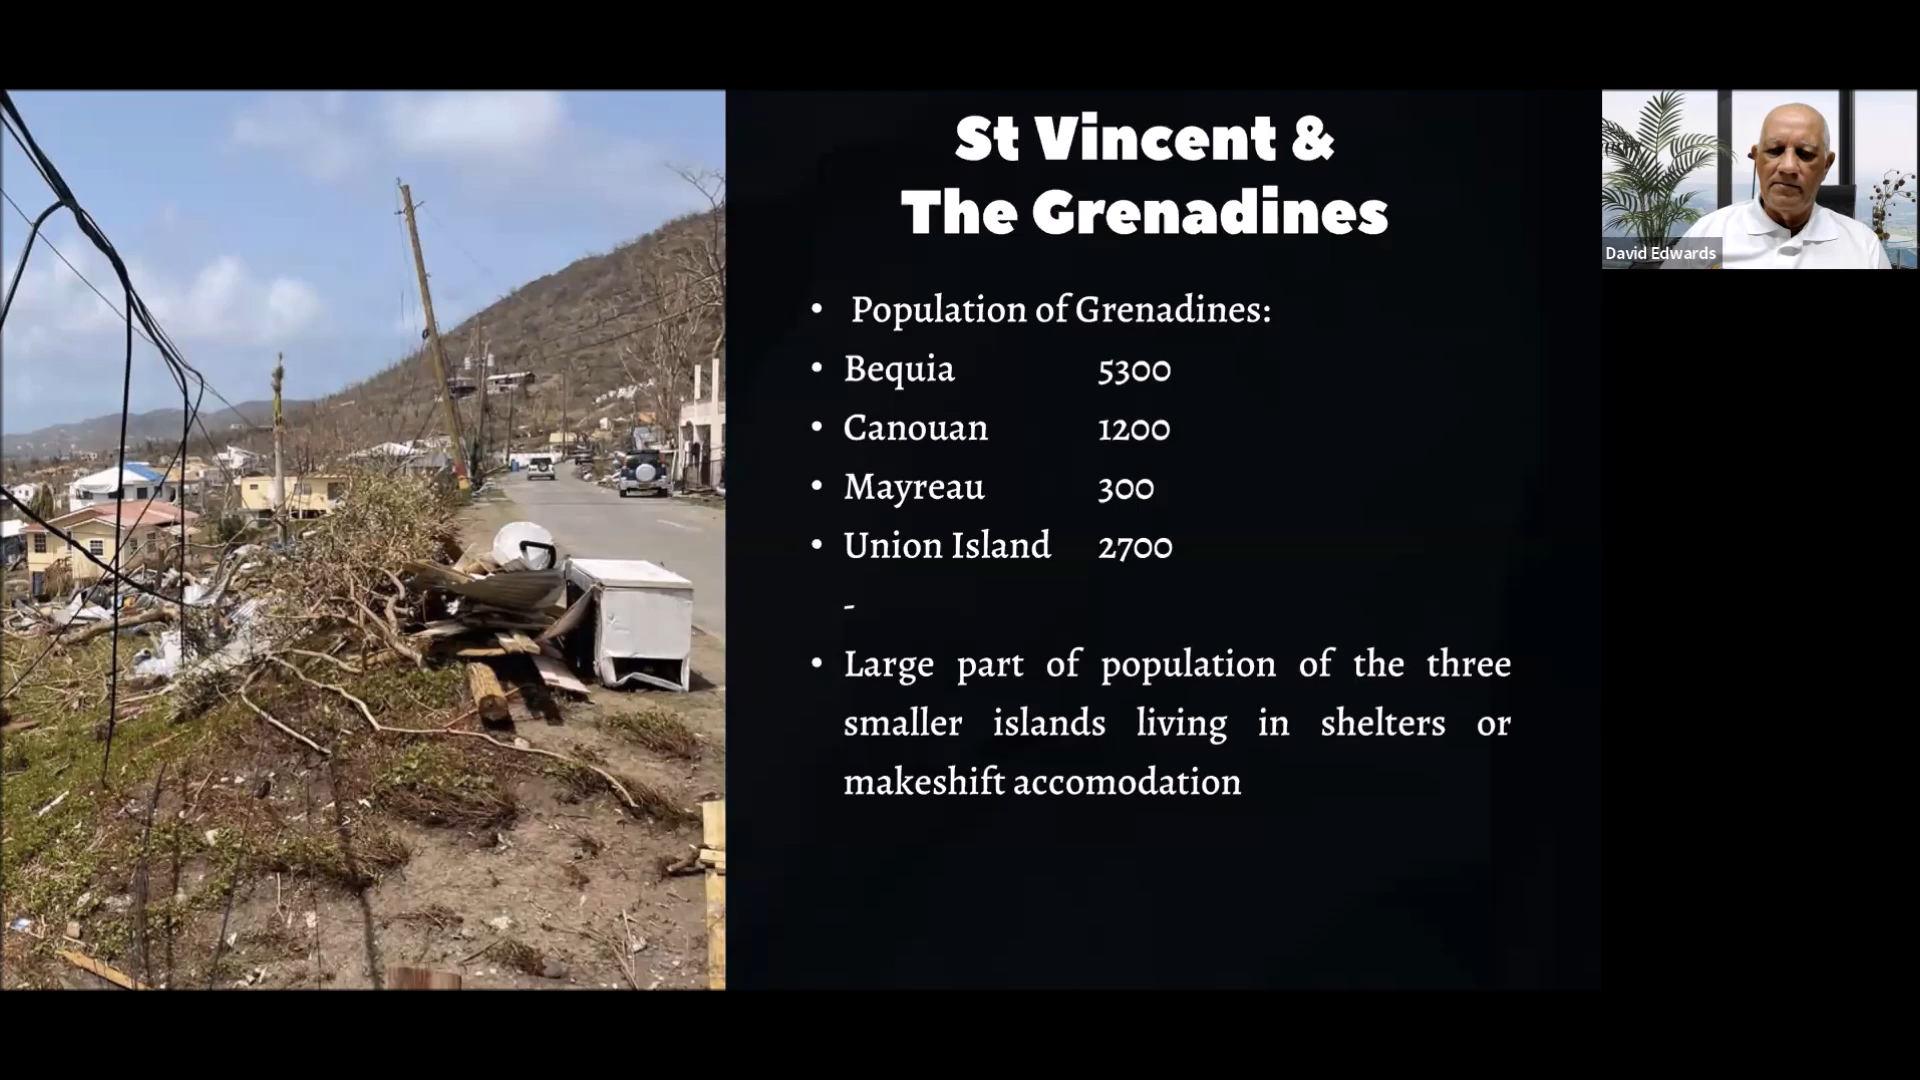 St Vincent &
The Grenadines
• Population of Grenadines:
• Bequia 5300
• Canouan 1200
• Mayreau 300
• Union Island 2700
-
• Large part of population of the three
smaller islands living in shelters or
makeshift accomodation
David Edwards